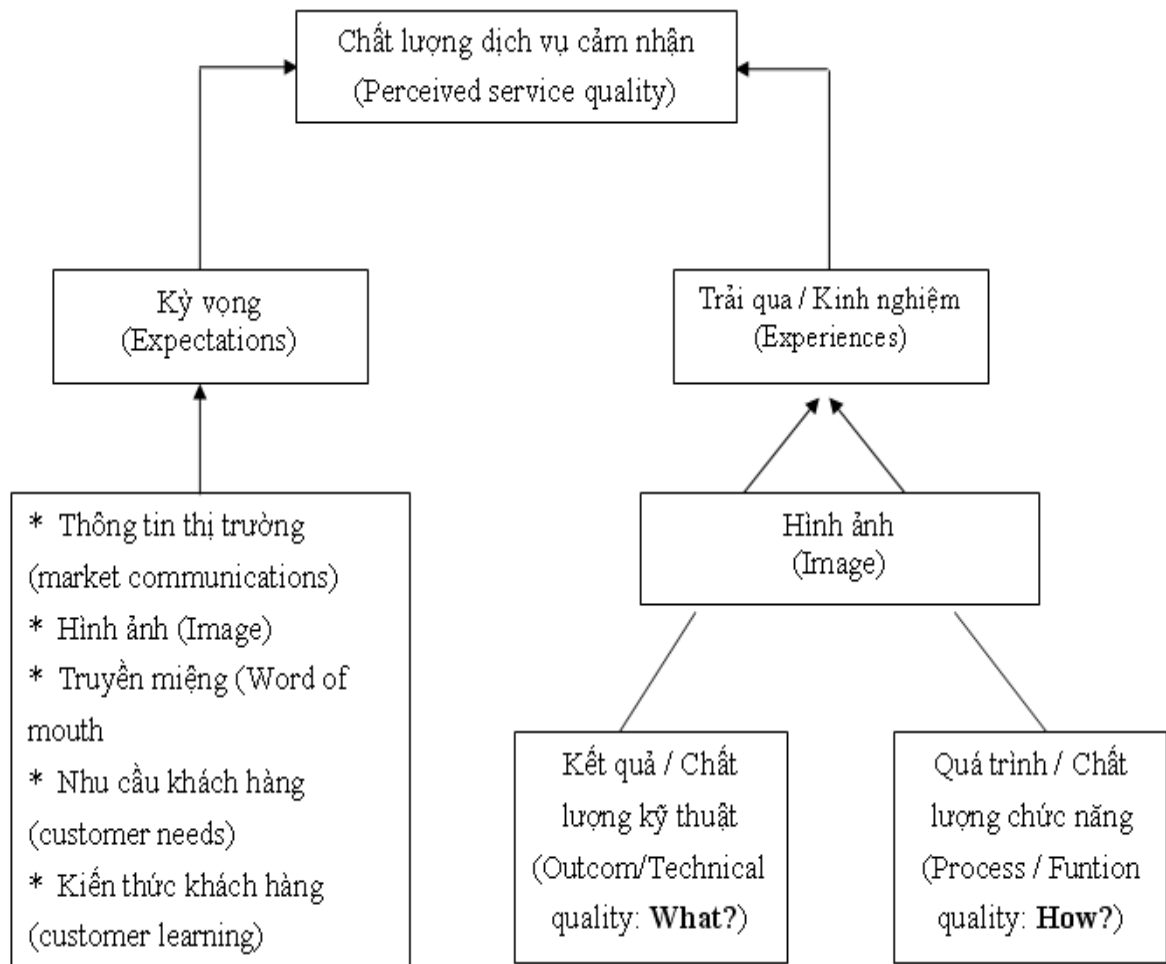 Chất lượng dịch vụ cảm nhận
(Perceived service quality)
Kỳ vọng
(Expectations)
Trải qua / Kinh nghiệm
(Experiences)
* Thông tin thị trường
(market communications)
* Hình ảnh (Image)
* Truyền miệng (Word of
mouth
* Nhu cầu khách hàng
(customer needs)
* Kiến thức khách hàng
(customer learning)
Hình ảnh
(Image)
Kết quả / Chất
lượng kỹ thuật
(Outcom/Technical
quality: What?)
Quá trình / Chất
lượng chức năng
(Process / Funtion
quality: How?)